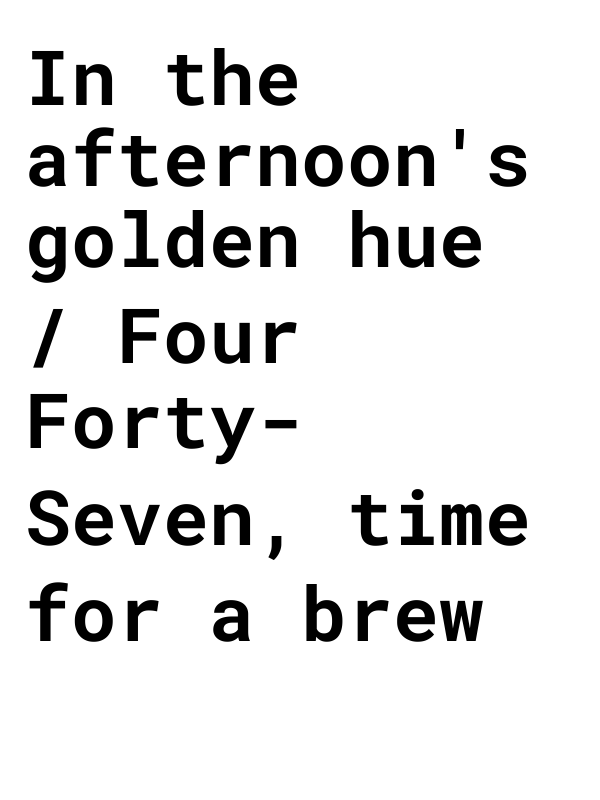 In the
afternoon's
golden hue
/ Four
Forty-
Seven, time
for a brew